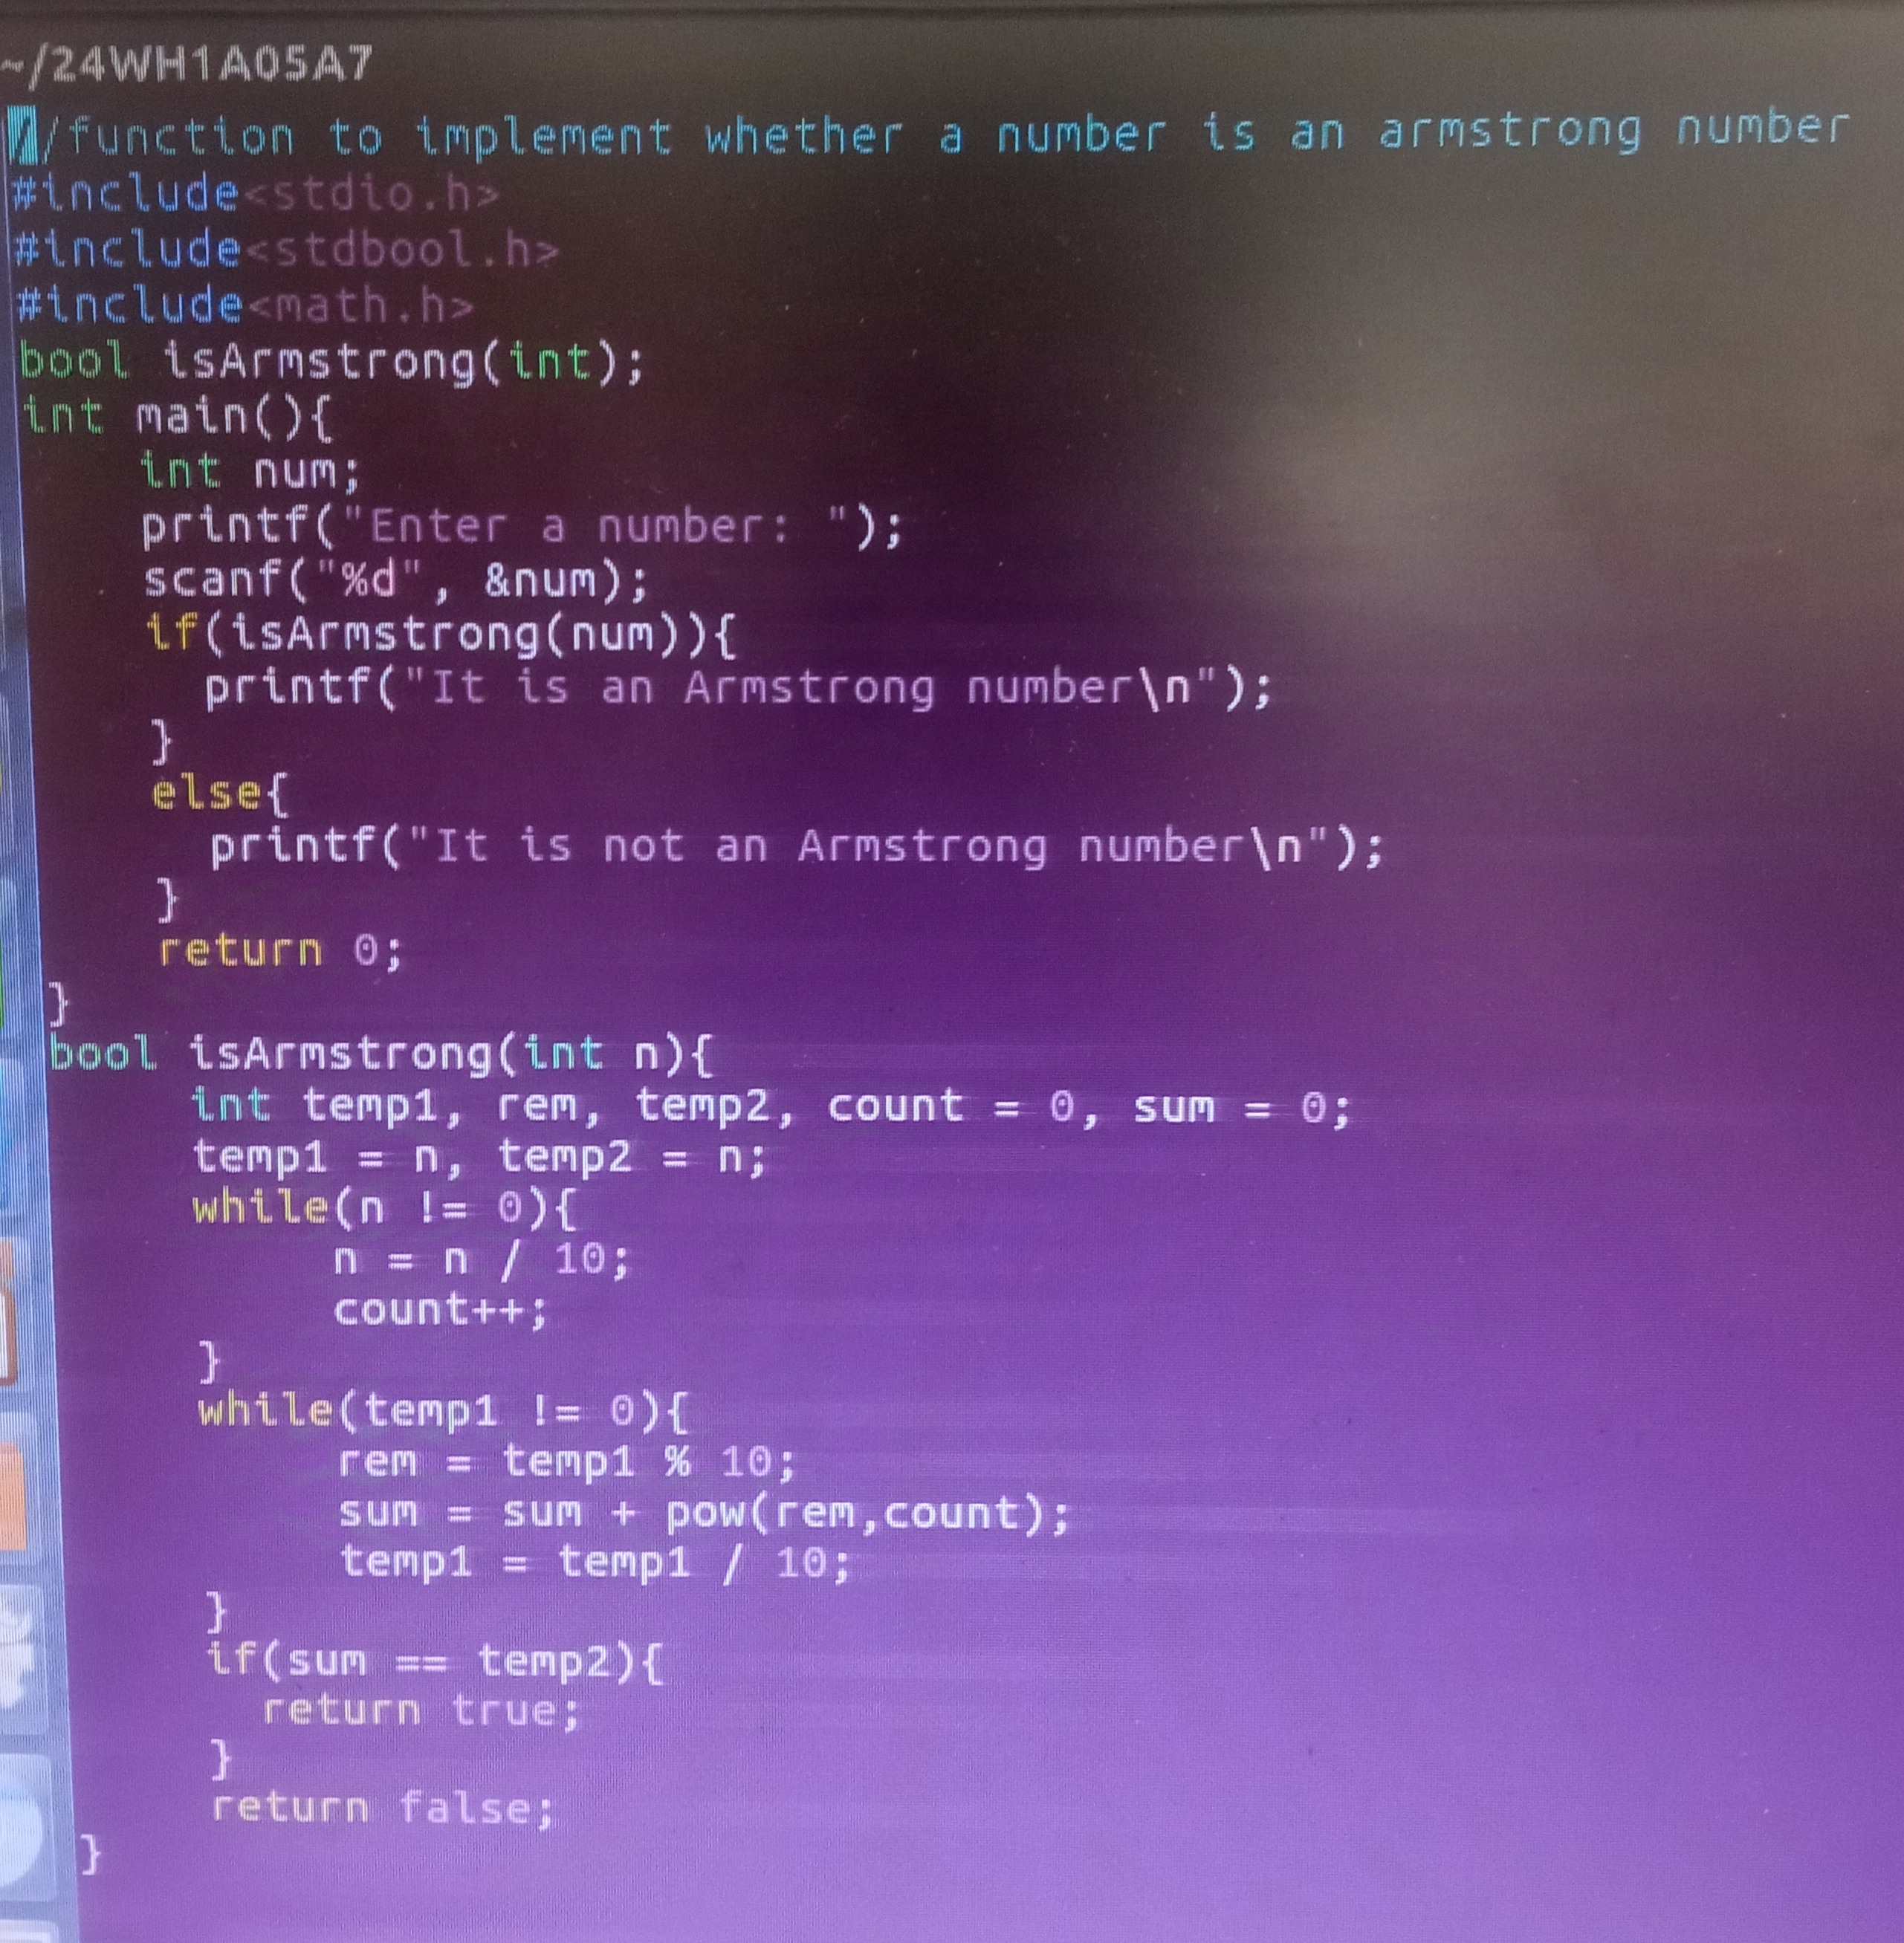 ~/24WH1A05A7
//function to implement whether a number is an armstrong number
#include<stdio.h>
#include<stdbool.h>
#include<math.h>
bool isArmstrong(int);
int main(){
    int num;
    printf("Enter a number: ");
    scanf("%d", &num);
    if(isArmstrong(num)){
      printf("It is an Armstrong number\n");
    }
    else{
      printf("It is not an Armstrong number\n");
    }
    return 0;
}
bool isArmstrong(int n){
     int temp1, rem, temp2, count = 0, sum = 0;
     temp1 = n, temp2 = n;
     while(n != 0){
          n = n / 10;
          count++;
     }
     while(temp1 != 0){
          rem = temp1 % 10;
          sum = sum + pow(rem,count);
          temp1 = temp1 / 10;
     }
     if(sum == temp2){
       return true;
     }
     return false;
}